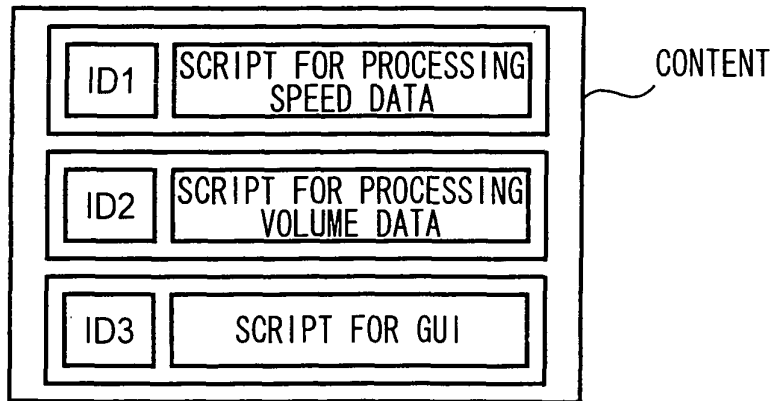 ID1
SCRIPT FOR PROCESSING
SPEED DATA
CONTENT
ID2
SCRIPT FOR PROCESSING
VOLUME DATA
ID3
SCRIPT FOR GUI